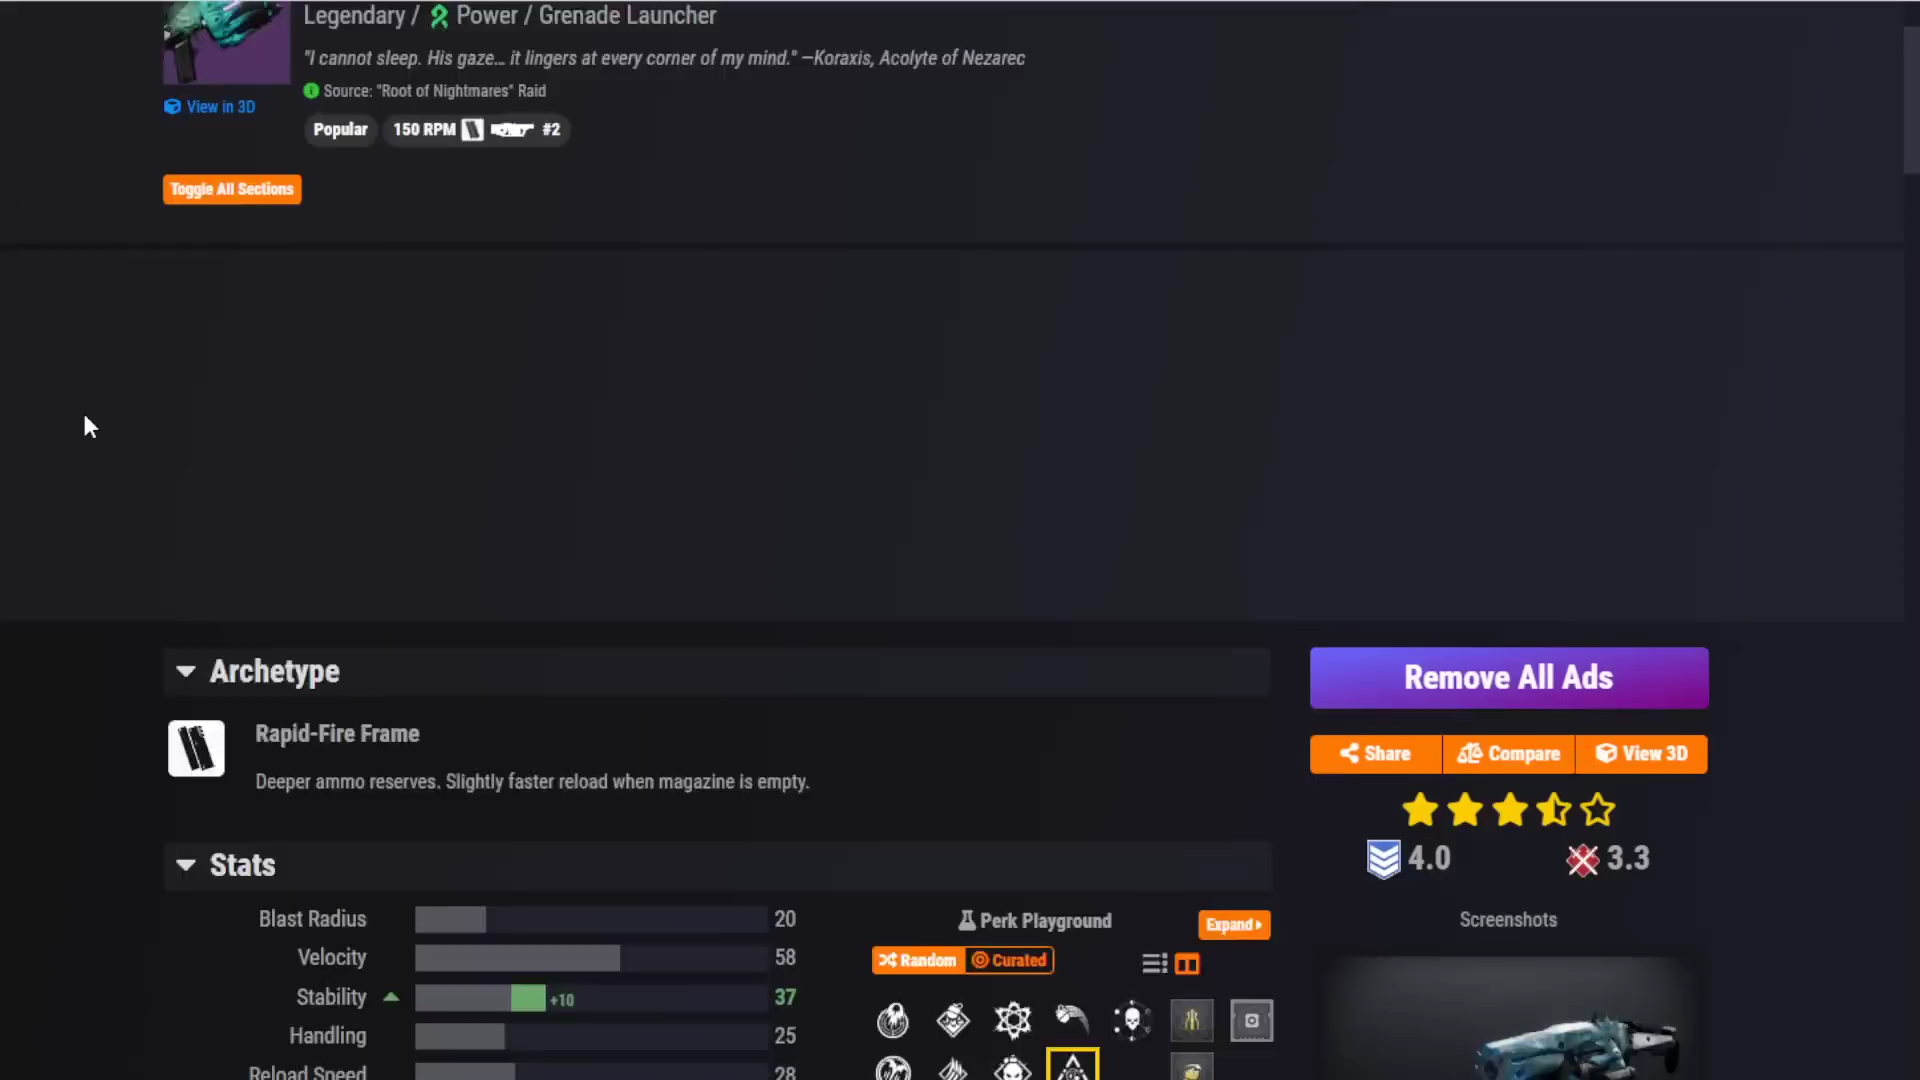 Legendary / Power / Grenade Launcher
"I cannot sleep. His gaze... it lingers at every corner of my mind." —Koraxis, Acolyte of Nezarec
Source: "Root of Nightmares" Raid
View in 3D
Popular
150 RPM #2
Toggle All Sections
Archetype
Rapid-Fire Frame
Deeper ammo reserves. Slightly faster reload when magazine is empty.
Stats
Blast Radius 20
Velocity 58
Stability +10 37
Handling 25
Reload Speed 28
Perk Playground
Expand
Random
Curated
Remove All Ads
Share
Compare
View 3D
4.0
3.3
Screenshots